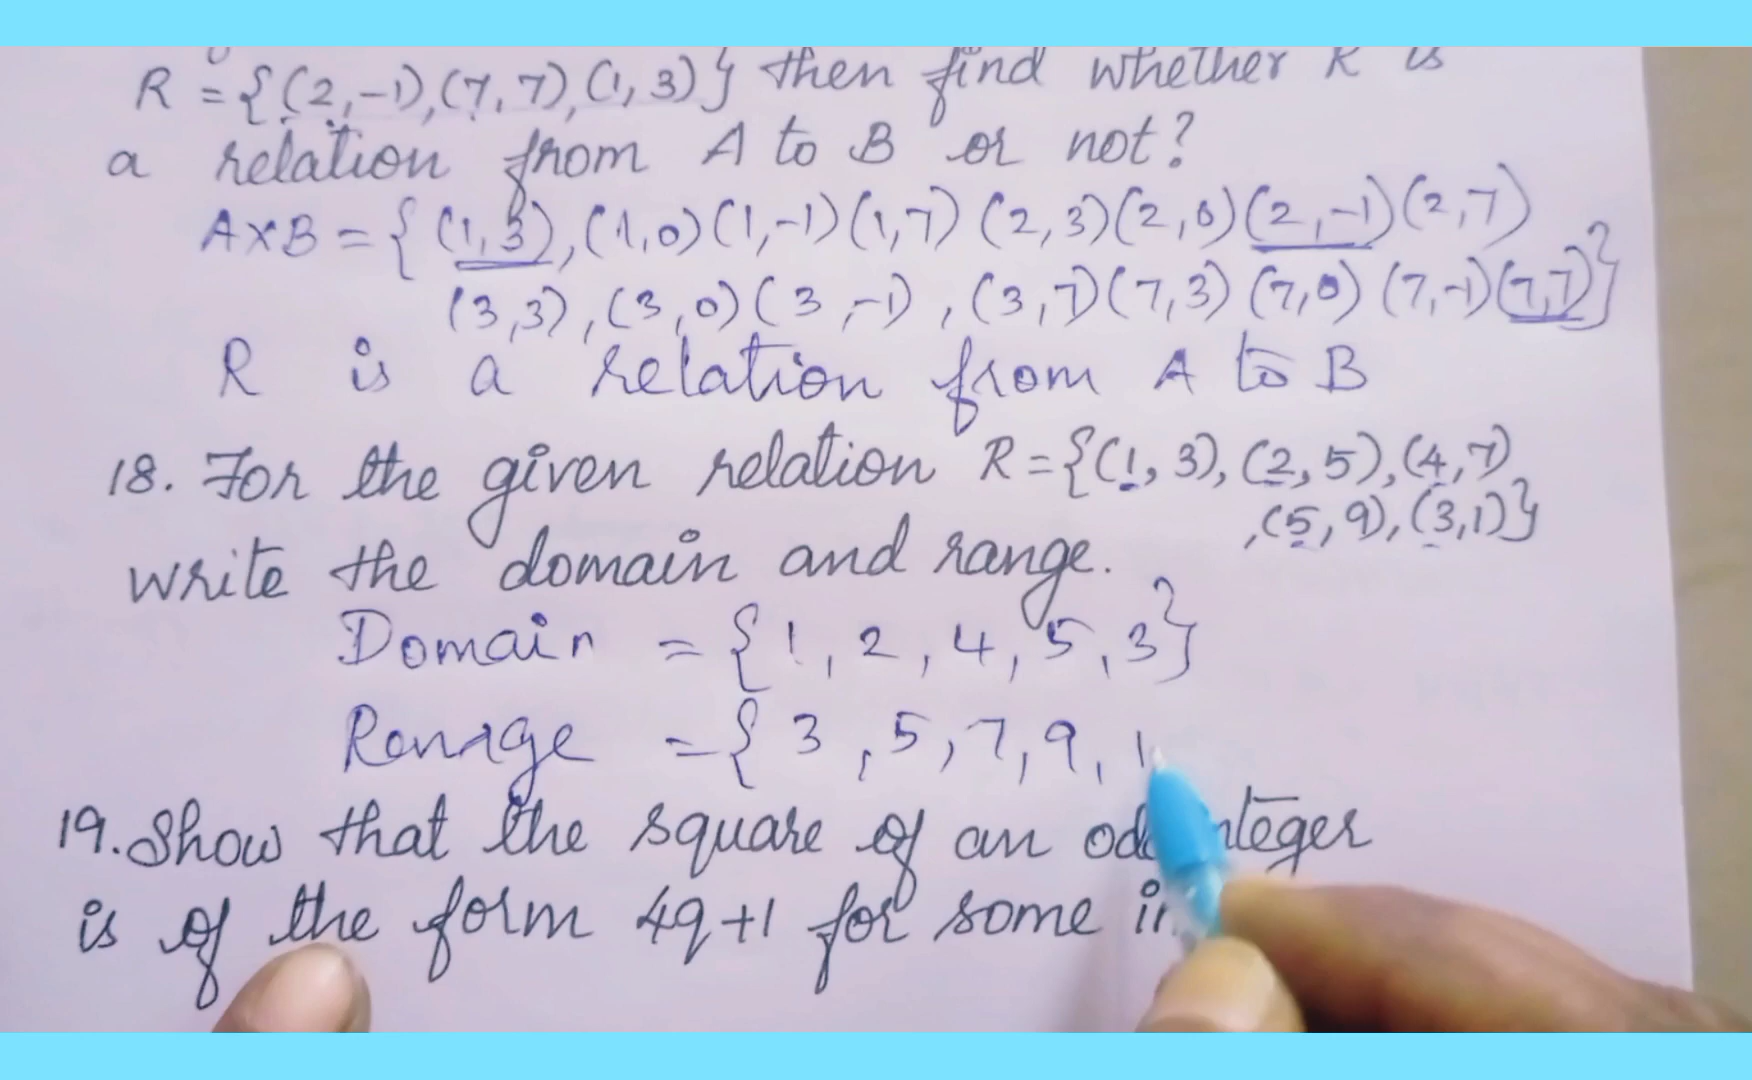 R = {(2,-1),(7,7),(1,3)} then find whether R is
a relation from A to B or not?
AXB = { (1,3),(1,0)(1,-1)(1,7) (2,3)(2,0)(2,-1)(2,7)
(3,3),(3,0)(3,-1),(3,7)(7,3) (7,0) (7,-1)(7,7)}
R is a relation from A to B
18. For the given relation R={(1,3),(2,5),(4,7)
,(5,9),(3,1)}
write the domain and range.
Domain = {1,2,4,5,3}
Range = { 3,5,7,9,1
19. Show that the square of an integer
is of the form 4q+1 for some